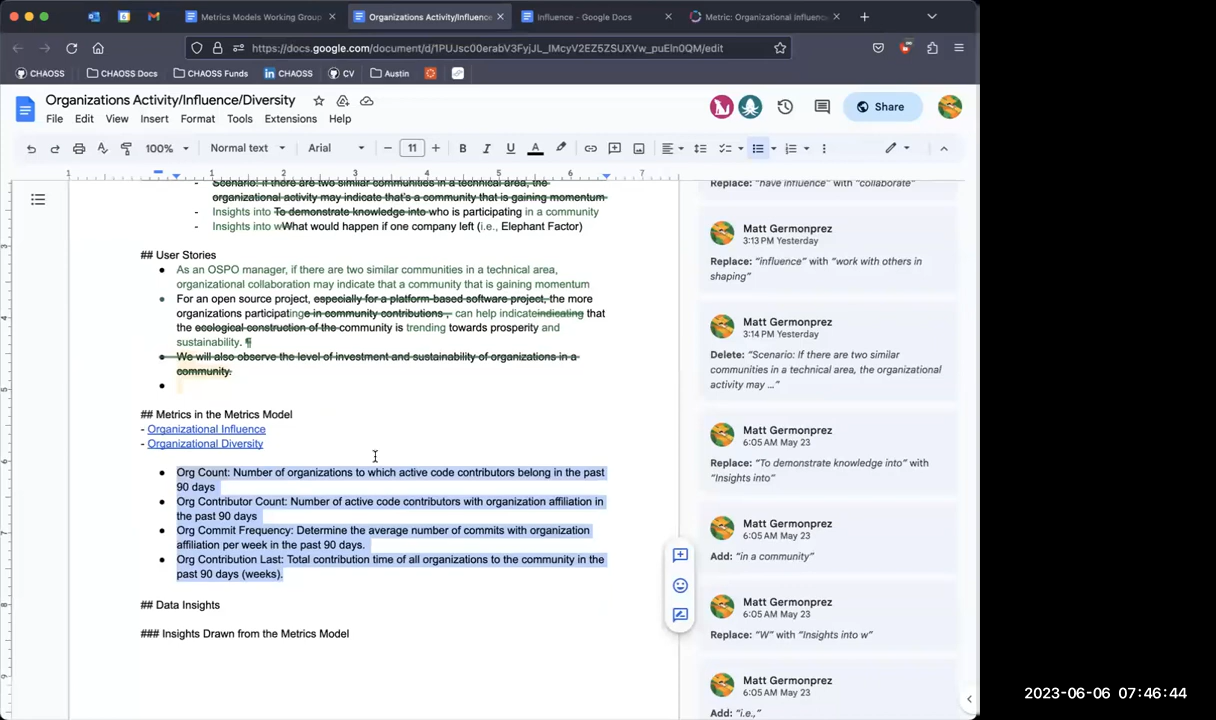 Metrics Models Working Group
Organizations Activity/Influence
Influence - Google Docs
Metric: Organizational Influence
https://docs.google.com/document/d/1PUJsc00erabV3FyjJL_IMcyV2EZ5ZSUXVw_puEln0QM/edit
CHAOSS
CHAOSS Docs
CHAOSS Funds
CHAOSS
CV
Austin
Organizations Activity/Influence/Diversity
Share
File Edit View Insert Format Tools Extensions Help
100% Normal text Arial 11
1 1 2 3 4 5 6 7
Scenario: If there are two similar communities in a technical area, the
organizational activity may indicate that's a community that is gaining momentum
- Insights into To demonstrate knowledge into who is participating in a community
- Insights into wWhat would happen if one company left (i.e., Elephant Factor)
## User Stories
● As an OSPO manager, if there are two similar communities in a technical area,
organizational collaboration may indicate that a community that is gaining momentum
● For an open source project, especially for a platform-based software project, the more
organizations participatinge in community contributions , can help indicateindicating that
the ecological construction of the community is trending towards prosperity and
sustainability. ¶
● We will also observe the level of investment and sustainability of organizations in a
community.
●
## Metrics in the Metrics Model
- Organizational Influence
- Organizational Diversity
● Org Count: Number of organizations to which active code contributors belong in the past
90 days
● Org Contributor Count: Number of active code contributors with organization affiliation in
the past 90 days
● Org Commit Frequency: Determine the average number of commits with organization
affiliation per week in the past 90 days.
● Org Contribution Last: Total contribution time of all organizations to the community in the
past 90 days (weeks).
## Data Insights
### Insights Drawn from the Metrics Model
Replace: "have influence" with "collaborate"
Matt Germonprez
3:13 PM Yesterday
Replace: "influence" with "work with others in
shaping"
Matt Germonprez
3:14 PM Yesterday
Delete: "Scenario: If there are two similar
communities in a technical area, the organizational
activity may ..."
Matt Germonprez
6:05 AM May 23
Replace: "To demonstrate knowledge into" with
"Insights into"
Matt Germonprez
6:05 AM May 23
Add: "in a community"
Matt Germonprez
6:05 AM May 23
Replace: "W" with "Insights into w"
Matt Germonprez
6:05 AM May 23
Add: "i.e.,"
2023-06-06 07:46:44